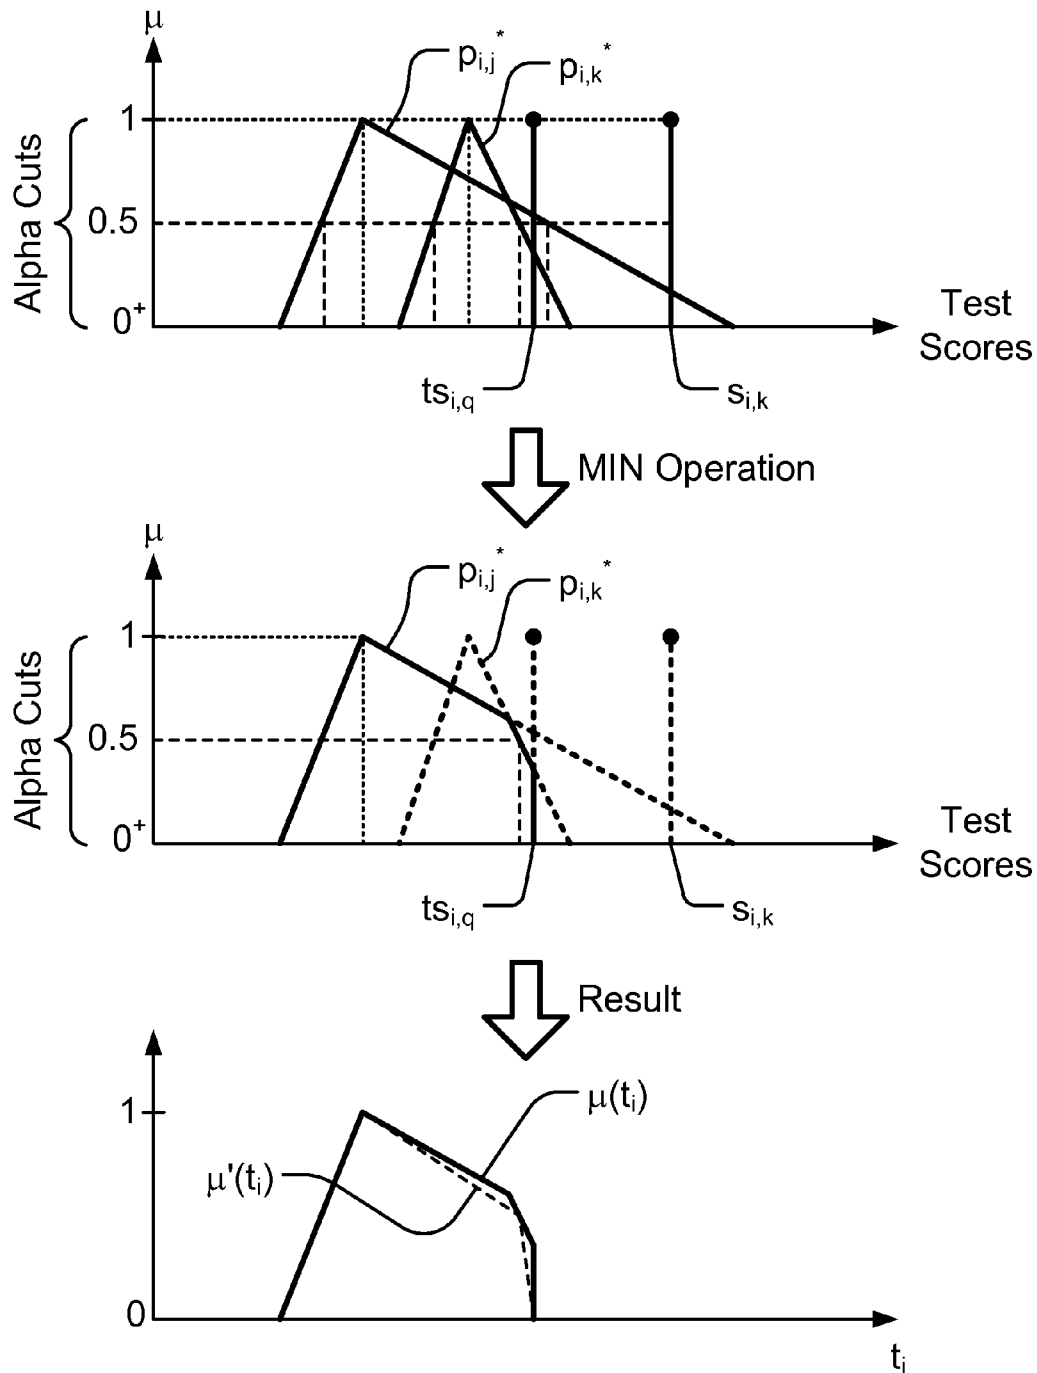 μ
p_{i,j}^*
p_{i,k}^*
1
0.5
0⁺
Alpha Cuts
Test
Scores
ts_{i,q}
s_{i,k}
MIN Operation
μ
p_{i,j}^*
p_{i,k}^*
1
0.5
0⁺
Alpha Cuts
Test
Scores
ts_{i,q}
s_{i,k}
Result
1
μ(t_i)
μ'(t_i)
0
t_i